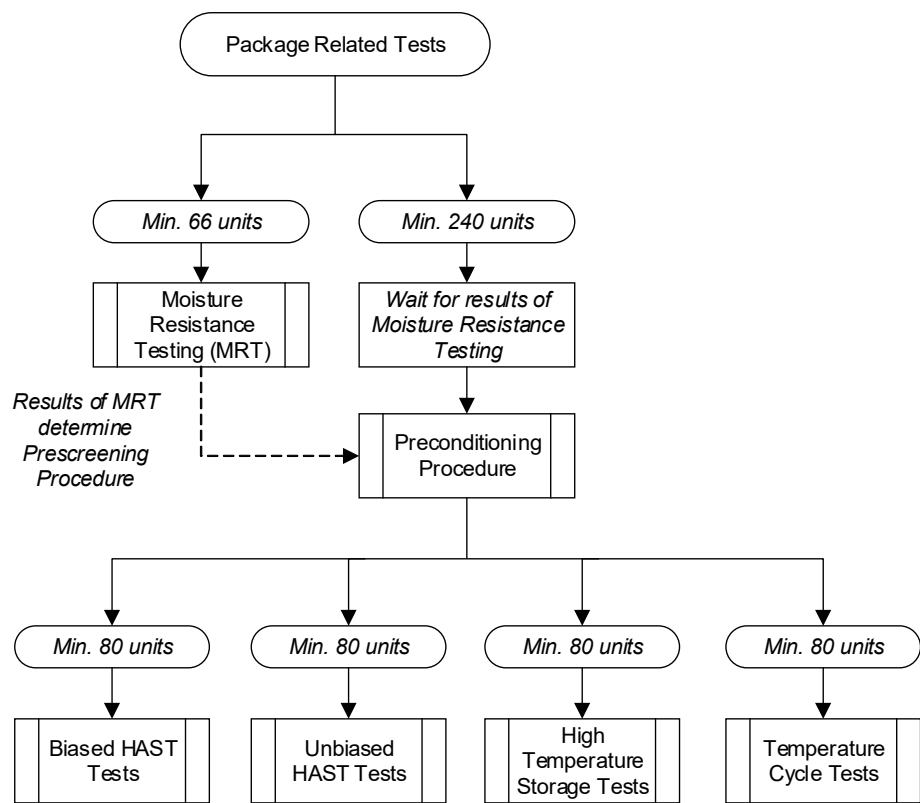 Package Related Tests
Min. 66 units
Min. 240 units
Moisture
Resistance
Testing (MRT)
Wait for results of
Moisture Resistance
Testing
Results of MRT
determine
Prescreening
Procedure
Preconditioning
Procedure
Min. 80 units
Min. 80 units
Min. 80 units
Min. 80 units
Biased HAST
Tests
Unbiased
HAST Tests
High
Temperature
Storage Tests
Temperature
Cycle Tests